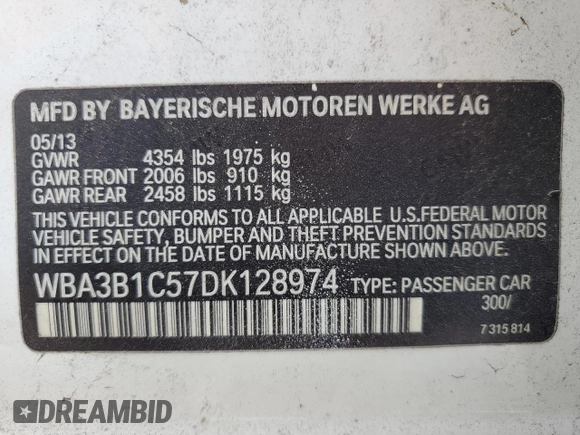 MFD BY BAYERISCHE MOTOREN WERKE AG
05/13
GVWR 4354 lbs 1975 kg
GAWR FRONT 2006 lbs 910 kg
GAWR REAR 2458 lbs 1115 kg
THIS VEHICLE CONFORMS TO ALL APPLICABLE U.S.FEDERAL MOTOR
VEHICLE SAFETY, BUMPER AND THEFT PREVENTION STANDARDS
IN EFFECT ON THE DATE OF MANUFACTURE SHOWN ABOVE.
WBA3B1C57DK128974 TYPE: PASSENGER CAR
300/
7 315 814
DREAMBID